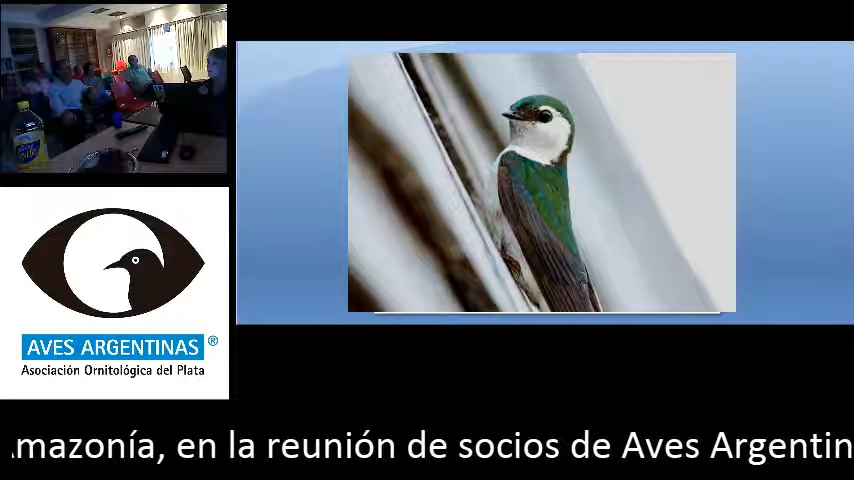 AVES ARGENTINAS ®
Asociación Ornitológica del Plata
mazonía, en la reunión de socios de Aves Argentin